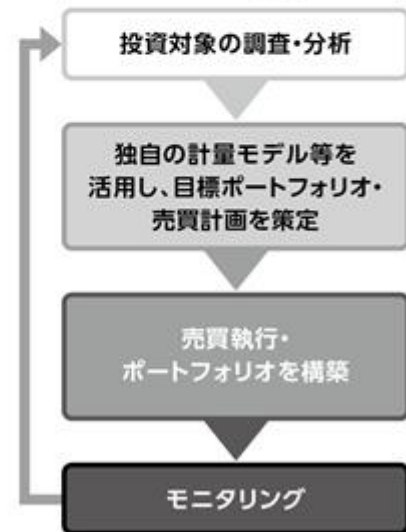 投資対象の調査・分析
独自の計量モデル等を
活用し、目標ポートフォリオ・
売買計画を策定
売買執行・
ポートフォリオを構築
モニタリング